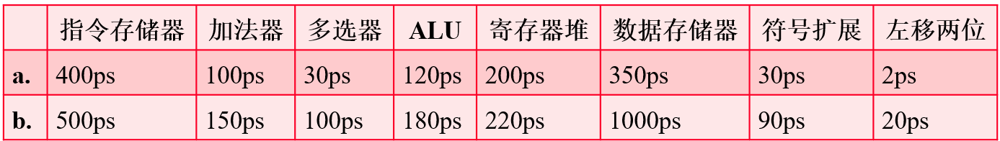 指令存储器 加法器 多选器 ALU 寄存器堆 数据存储器 符号扩展 左移两位
a. 400ps 100ps 30ps 120ps 200ps 350ps 30ps 2ps
b. 500ps 150ps 100ps 180ps 220ps 1000ps 90ps 20ps